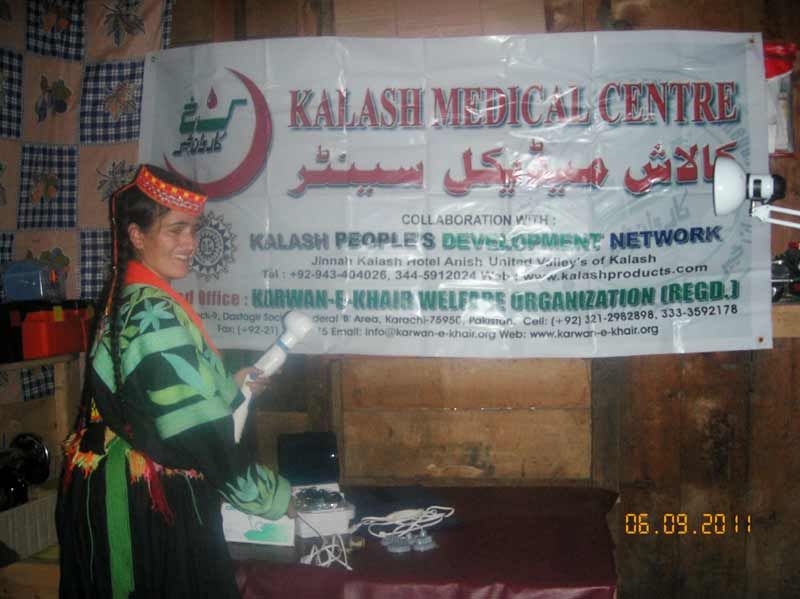 KALASH MEDICAL CENTRE
کالاش میڈیکل سینٹر
COLLABORATION WITH :
KALASH PEOPLE'S DEVELOPMENT NETWORK
Jinnah Kalash Hotel Anish United Valley's of Kalash
Tel : +92-943-404026, 344-5912024 Web : www.kalashproducts.com
Office : KARWAN-E-KHAIR WELFARE ORGANIZATION (REGD.)
Area, Karachi-75950, Pakistan. Cell: (+92) 321-2982898, 333-3592178
Fax: (+92-21) Email: info@karwan-e-khair.org Web: www.karwan-e-khair.org
06.09.2011